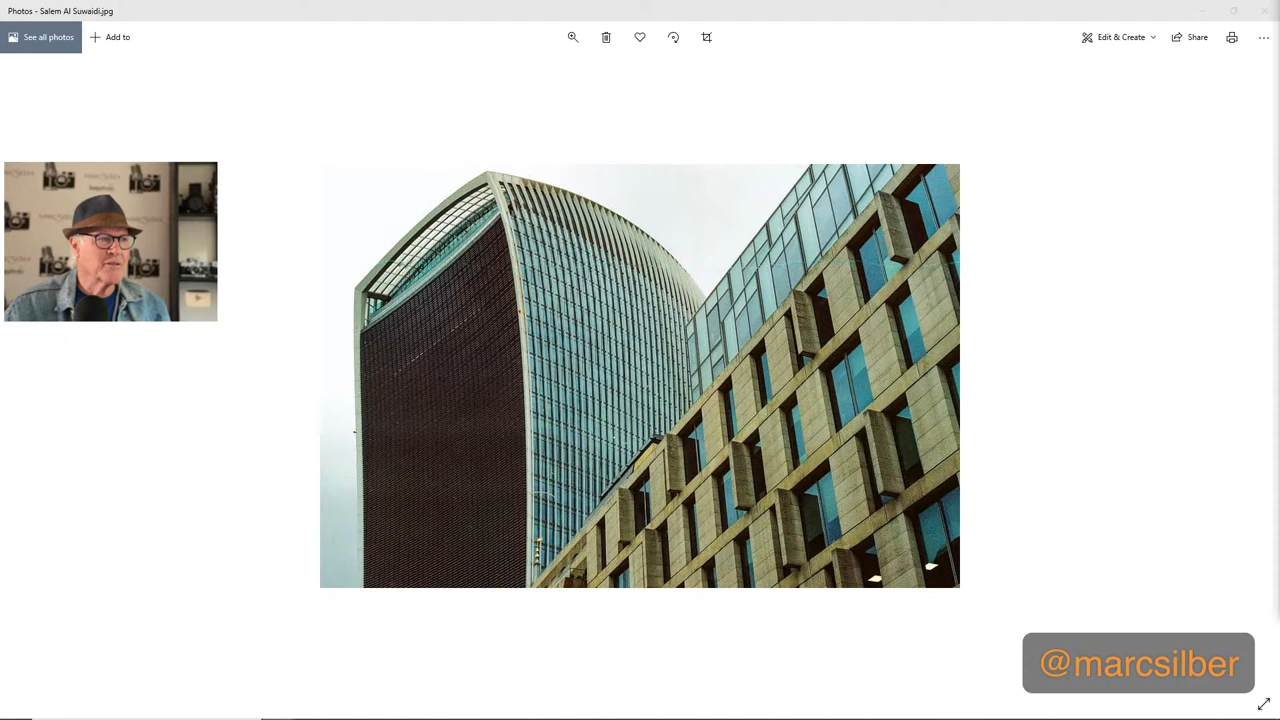 Photos - Salem Al Suwaidi.jpg
See all photos
Add to
Edit & Create
Share
@marcsilber